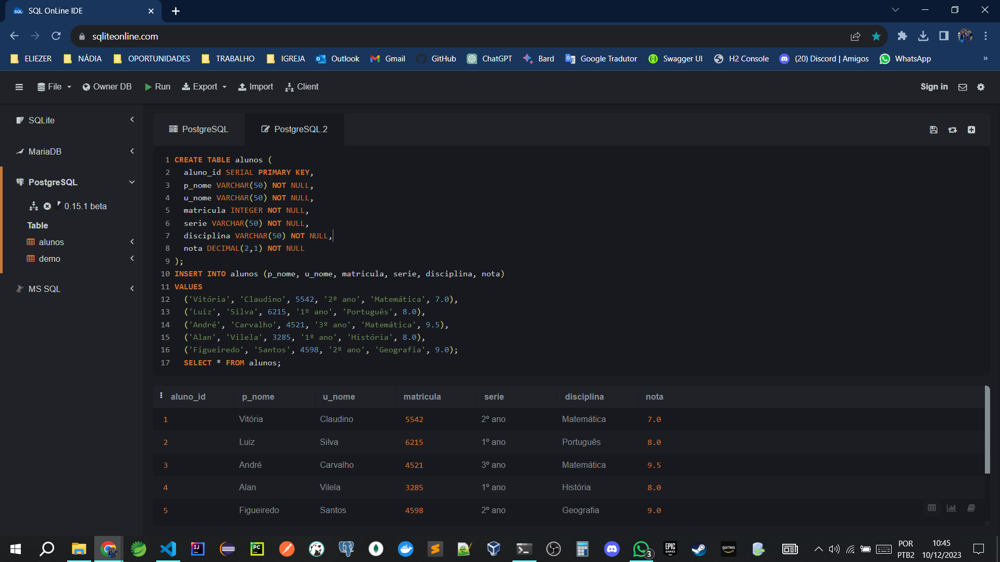 SQL OnLine IDE
sqliteonline.com
ELIEZER NÁDIA OPORTUNIDADES TRABALHO IGREJA Outlook Gmail GitHub ChatGPT Bard Google Tradutor Swagger UI H2 Console (20) Discord | Amigos WhatsApp »
File Owner DB Run Export Import Client Sign in
SQLite
MariaDB
PostgreSQL
0.15.1 beta
Table
alunos
demo
MS SQL
PostgreSQL PostgreSQL.2
1 CREATE TABLE alunos (
2 aluno_id SERIAL PRIMARY KEY,
3 p_nome VARCHAR(50) NOT NULL,
4 u_nome VARCHAR(50) NOT NULL,
5 matricula INTEGER NOT NULL,
6 serie VARCHAR(50) NOT NULL,
7 disciplina VARCHAR(50) NOT NULL,
8 nota DECIMAL(2,1) NOT NULL
9 );
10 INSERT INTO alunos (p_nome, u_nome, matricula, serie, disciplina, nota)
11 VALUES
12 ('Vitória', 'Claudino', 5542, '2º ano', 'Matemática', 7.0),
13 ('Luiz', 'Silva', 6215, '1º ano', 'Português', 8.0),
14 ('André', 'Carvalho', 4521, '3º ano', 'Matemática', 9.5),
15 ('Alan', 'Vilela', 3285, '1º ano', 'História', 8.0),
16 ('Figueiredo', 'Santos', 4598, '2º ano', 'Geografia', 9.0);
17 SELECT * FROM alunos;
aluno_id p_nome u_nome matricula serie disciplina nota
1 Vitória Claudino 5542 2º ano Matemática 7.0
2 Luiz Silva 6215 1º ano Português 8.0
3 André Carvalho 4521 3º ano Matemática 9.5
4 Alan Vilela 3285 1º ano História 8.0
5 Figueiredo Santos 4598 2º ano Geografia 9.0
IJ
PC
3
EPIC GAMES
games
POR
PTB2
10:45
10/12/2023